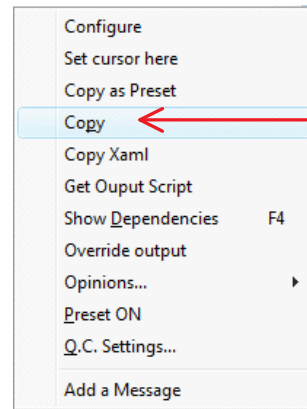 Configure
Set cursor here
Copy as Preset
Copy
Copy Xaml
Get Ouput Script
Show Dependencies F4
Override output
Opinions...
Preset ON
Q.C. Settings...
Add a Message